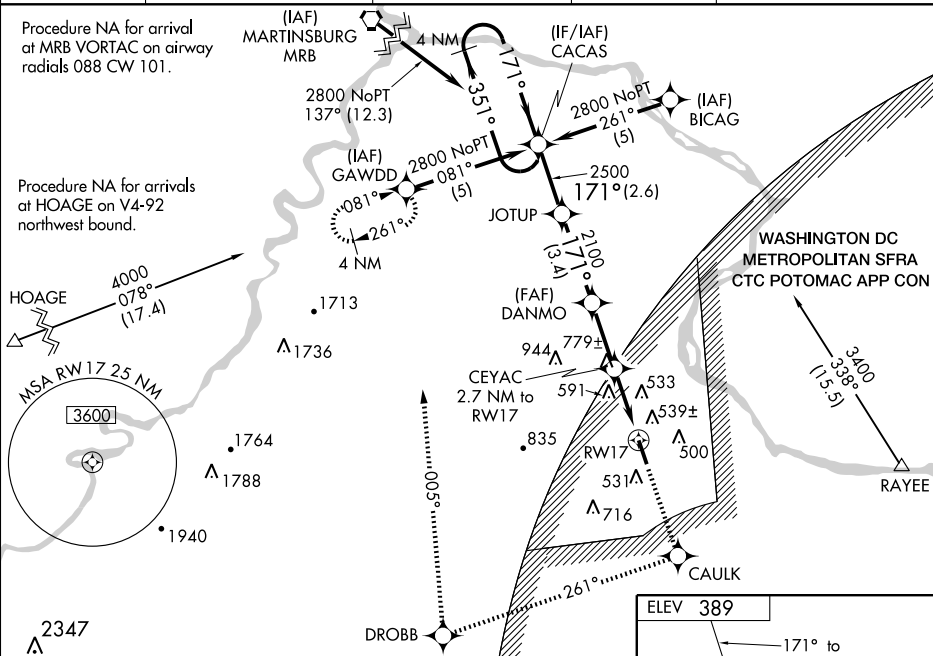 Procedure NA for arrival
at MRB VORTAC on airway
radials 088 CW 101.
(IAF)
MARTINSBURG
MRB
4 NM
171°
351°
(IF/IAF)
CACAS
2800 NoPT
137° (12.3)
2800 NoPT
261°
(5)
(IAF)
BICAG
(IAF)
GAWDD
2800 NoPT
081°
(5)
081°
261°
4 NM
2500
171° (2.6)
JOTUP
Procedure NA for arrivals
at HOAGE on V4-92
northwest bound.
2100
171°
(3.4)
WASHINGTON DC
METROPOLITAN SFRA
CTC POTOMAC APP CON
HOAGE
4000
078°
(17.4)
1713
1736
(FAF)
DANMO
944
779±
CEYAC
2.7 NM to
RW17
591
533
539±
500
3400
338°
(15.5)
RAYEE
MSA RW17 25 NM
3600
1764
1788
1940
835
RW17
531
716
005°
261°
CAULK
DROBB
2347
ELEV 389
171° to